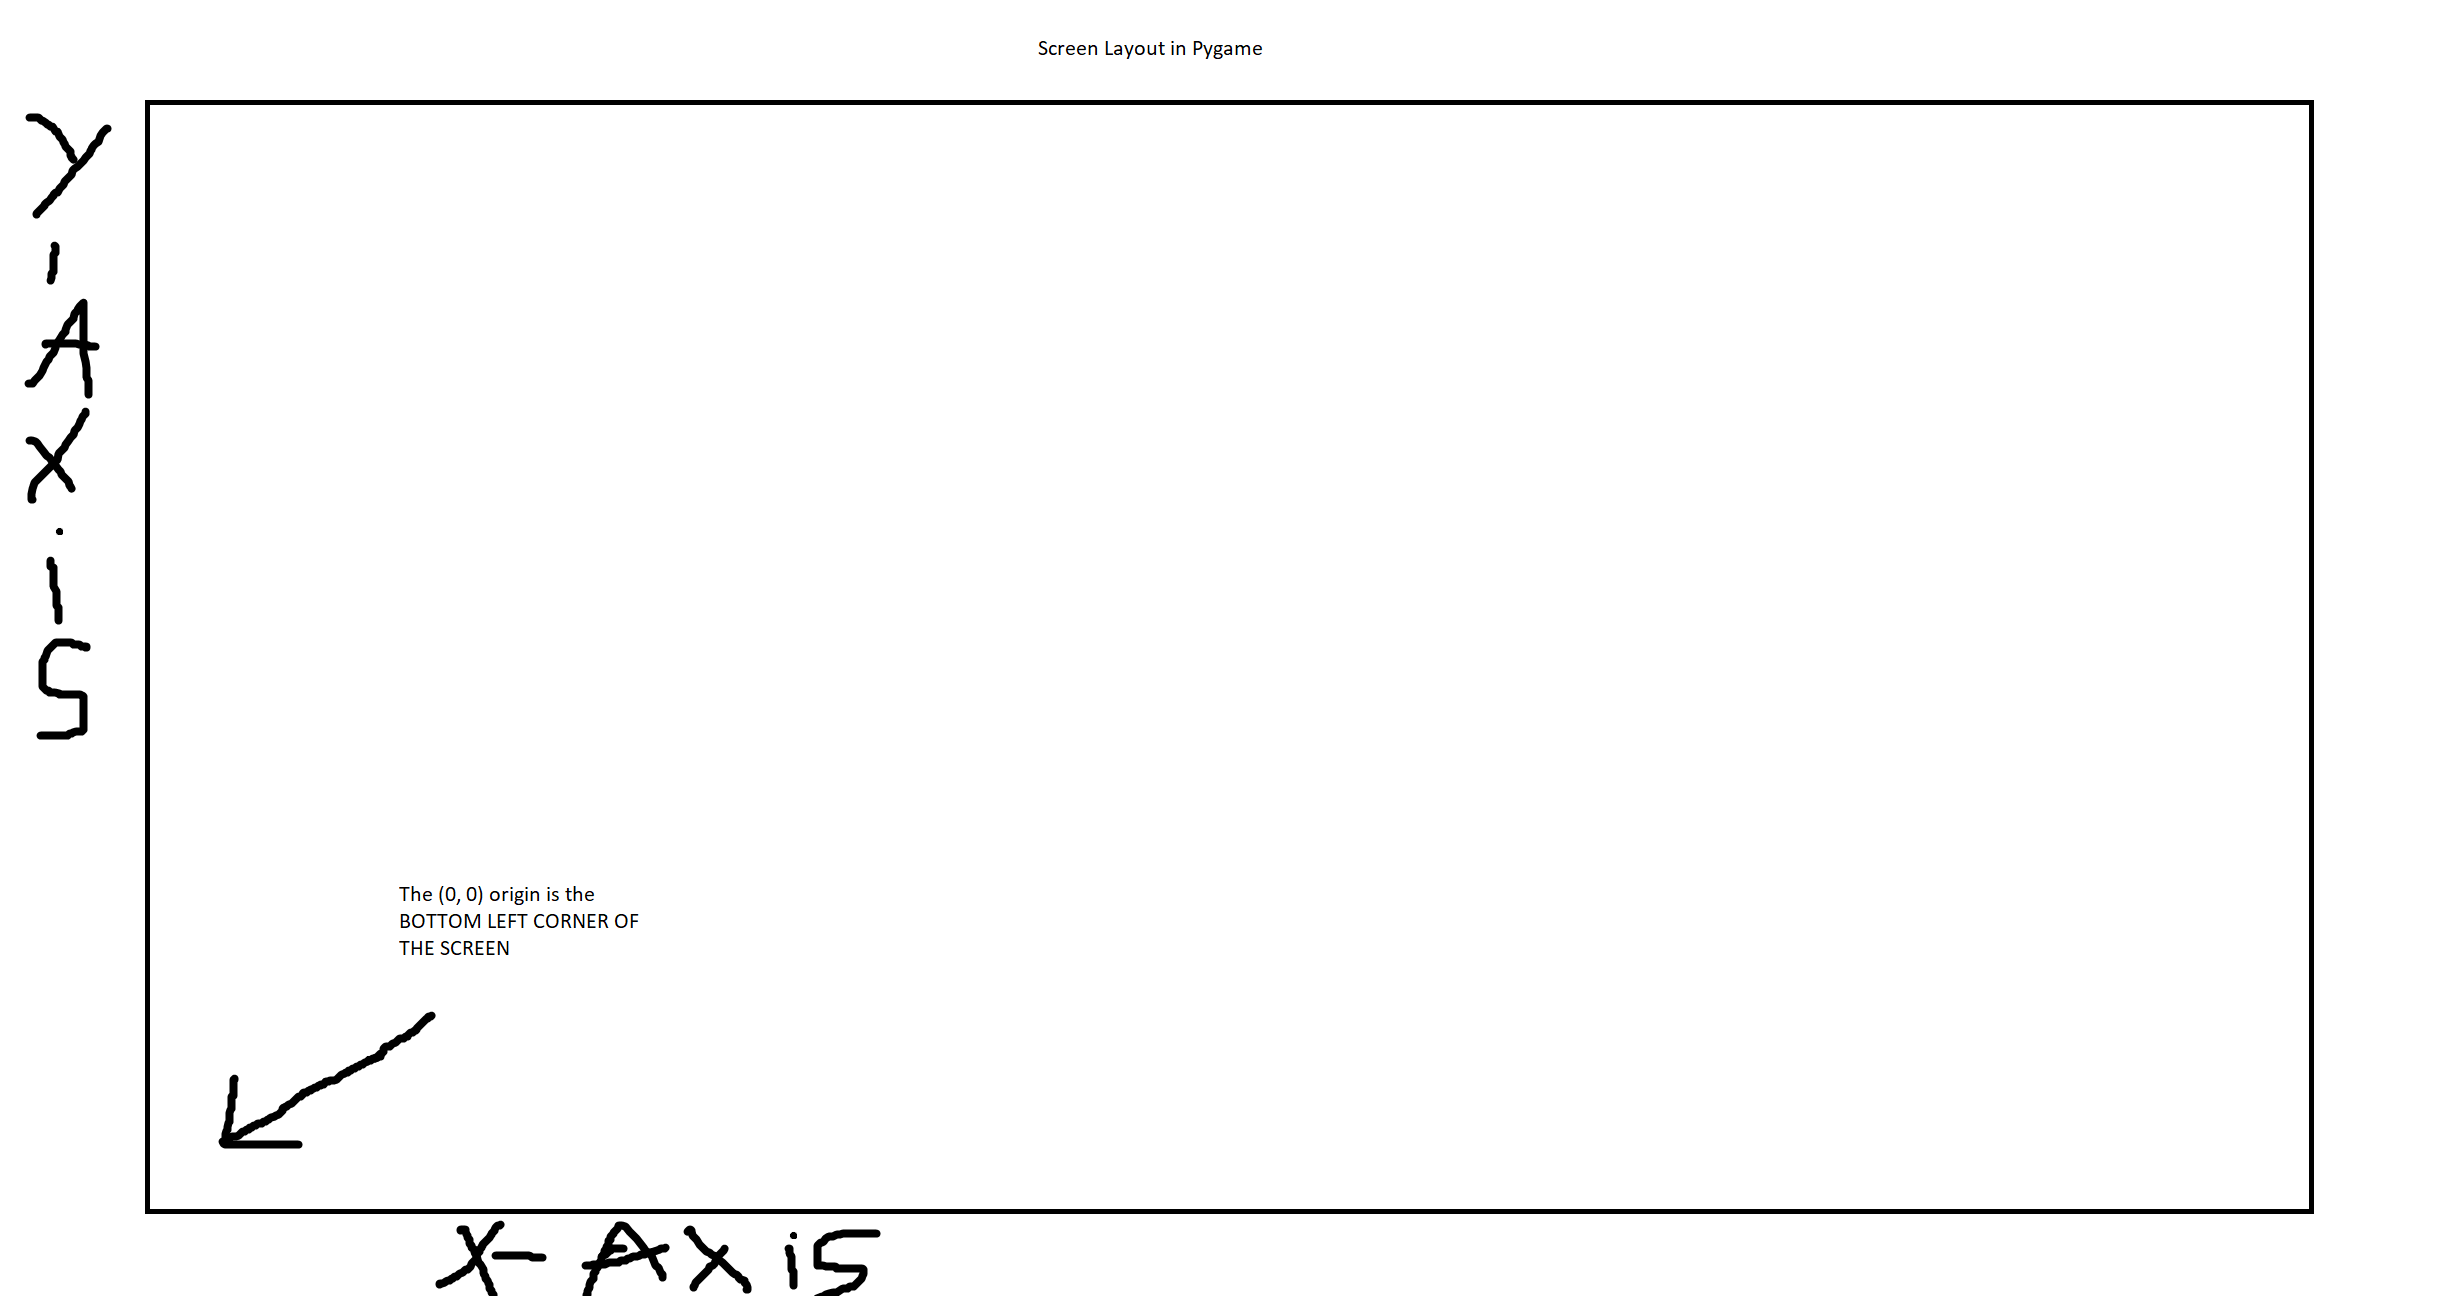 Screen Layout in Pygame
Y-AXiS
The (0, 0) origin is the
BOTTOM LEFT CORNER OF
THE SCREEN
X-AXiS